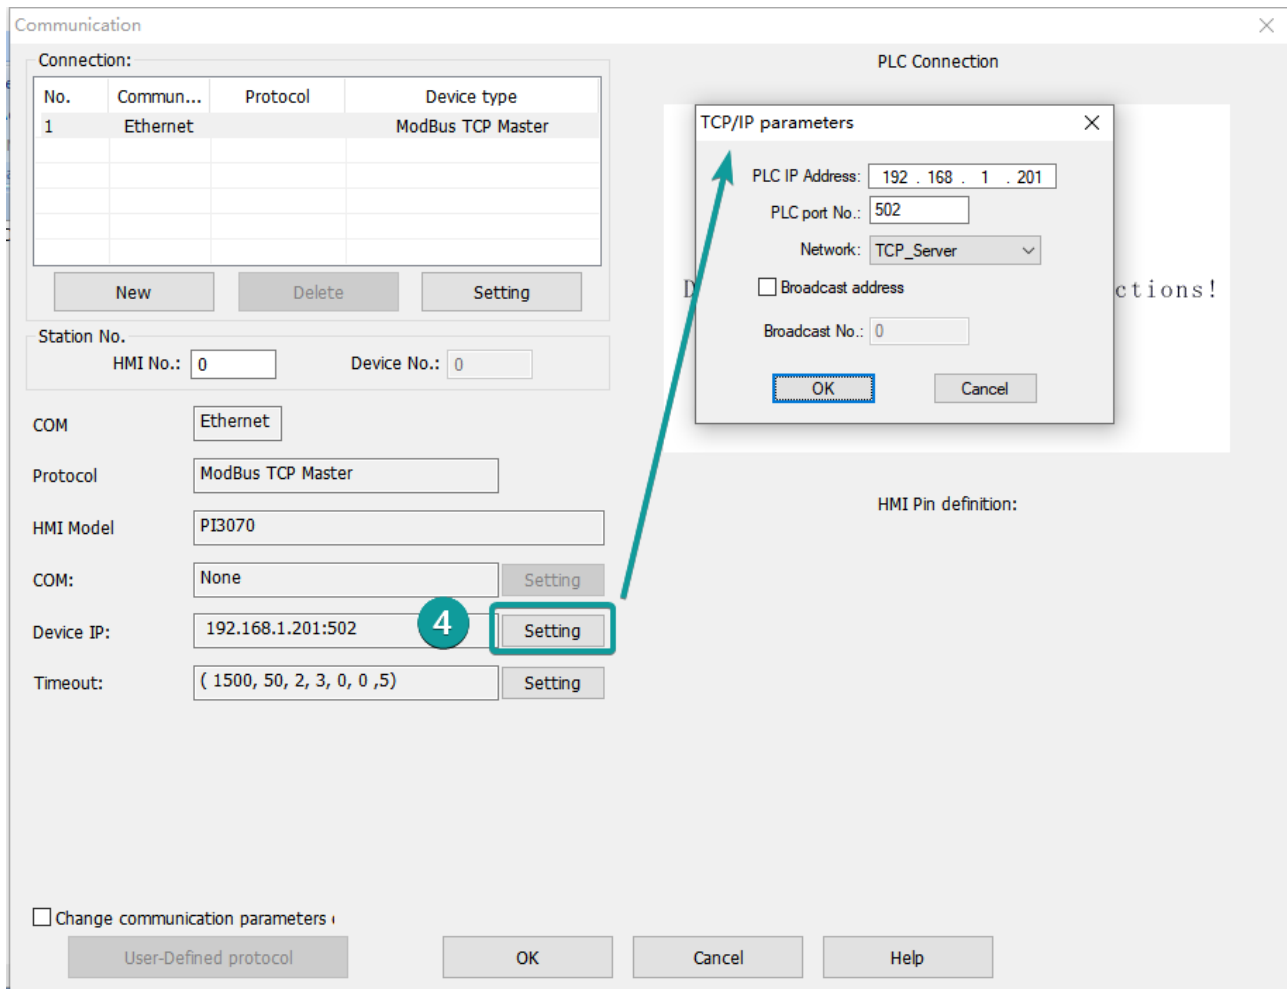 Communication
Connection:
No. Commun... Protocol Device type
1 Ethernet ModBus TCP Master
New Delete Setting
Station No.
HMI No.: 0 Device No.: 0
COM Ethernet
Protocol ModBus TCP Master
HMI Model PI3070
COM: None Setting
Device IP: 192.168.1.201:502 4 Setting
Timeout: ( 1500, 50, 2, 3, 0, 0 ,5) Setting
Change communication parameters
User-Defined protocol OK Cancel Help
PLC Connection
TCP/IP parameters
PLC IP Address: 192 . 168 . 1 . 201
PLC port No.: 502
Network: TCP_Server
Broadcast address
Broadcast No.: 0
OK Cancel
ctions!
HMI Pin definition: